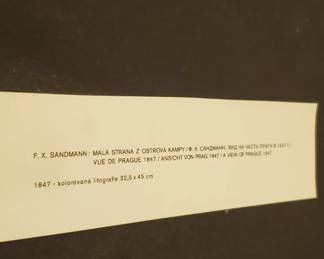 F. X. SANDMANN: MALÁ STRANA Z OSTROVA KAMPY / Ф. К. САНДМАНН: ВИД НА ЧАСТЬ ПРАГИ В 1847 Г.
VUE DE PRAGUE 1847 / ANSICHT VON PRAG 1847 / A VIEW OF PRAGUE 1847
1847 - kolorovaná litografie 32,5 x 45 cm